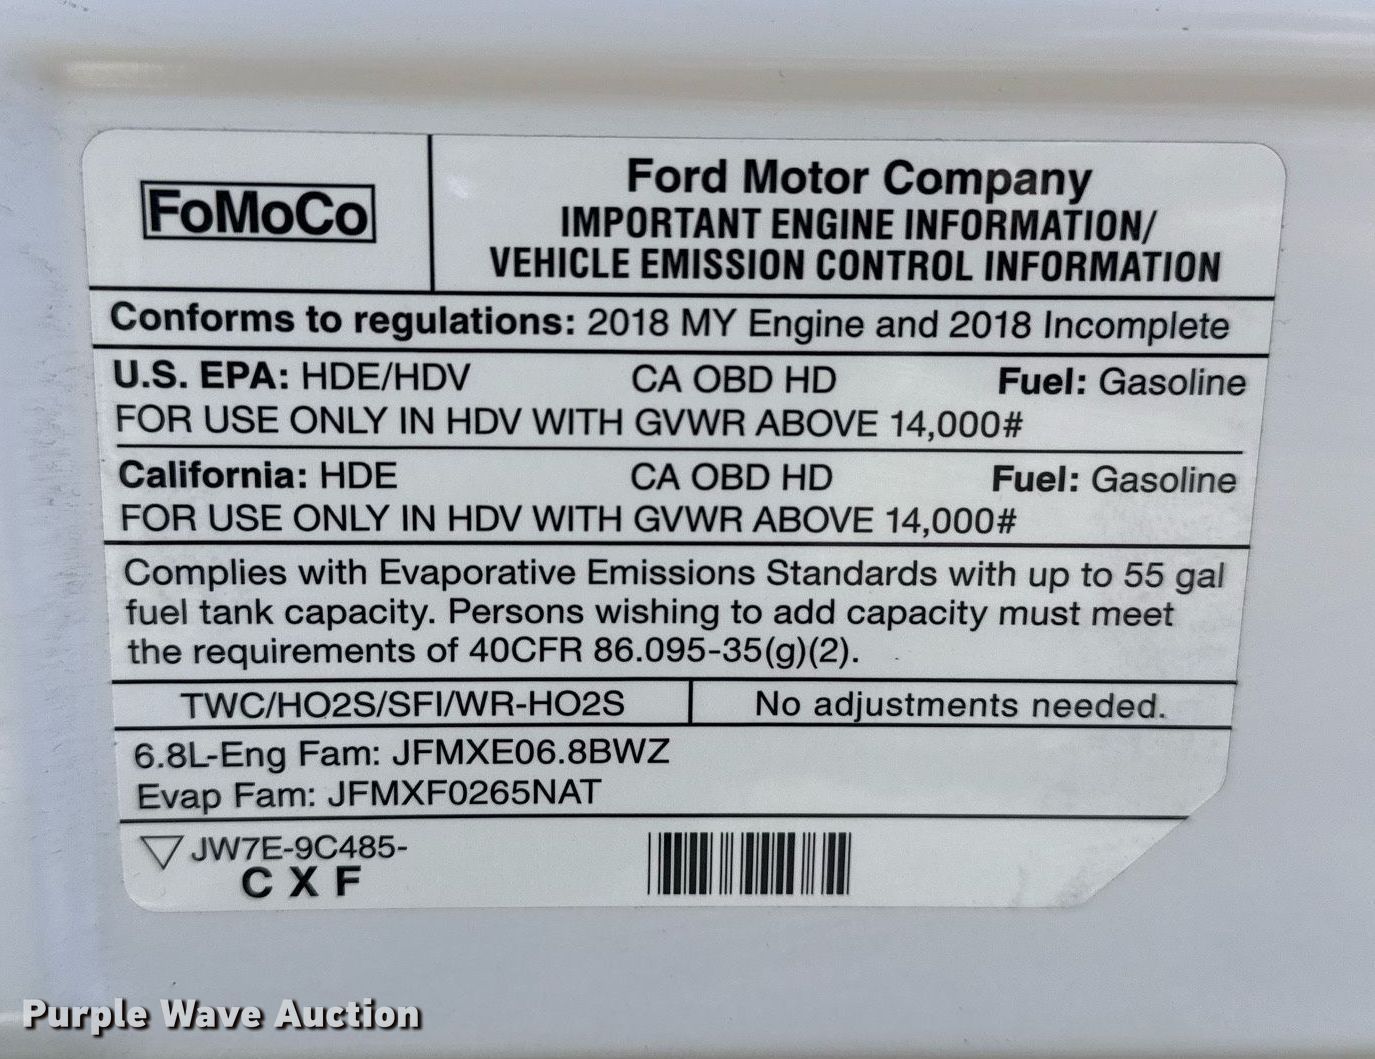 FoMoCo
Ford Motor Company
IMPORTANT ENGINE INFORMATION/
VEHICLE EMISSION CONTROL INFORMATION
Conforms to regulations: 2018 MY Engine and 2018 Incomplete
U.S. EPA: HDE/HDV CA OBD HD Fuel: Gasoline
FOR USE ONLY IN HDV WITH GVWR ABOVE 14,000#
California: HDE CA OBD HD Fuel: Gasoline
FOR USE ONLY IN HDV WITH GVWR ABOVE 14,000#
Complies with Evaporative Emissions Standards with up to 55 gal
fuel tank capacity. Persons wishing to add capacity must meet
the requirements of 40CFR 86.095-35(g)(2).
TWC/HO2S/SFI/WR-HO2S No adjustments needed.
6.8L-Eng Fam: JFMXE06.8BWZ
Evap Fam: JFMXF0265NAT
JW7E-9C485-
C X F
Purple Wave Auction